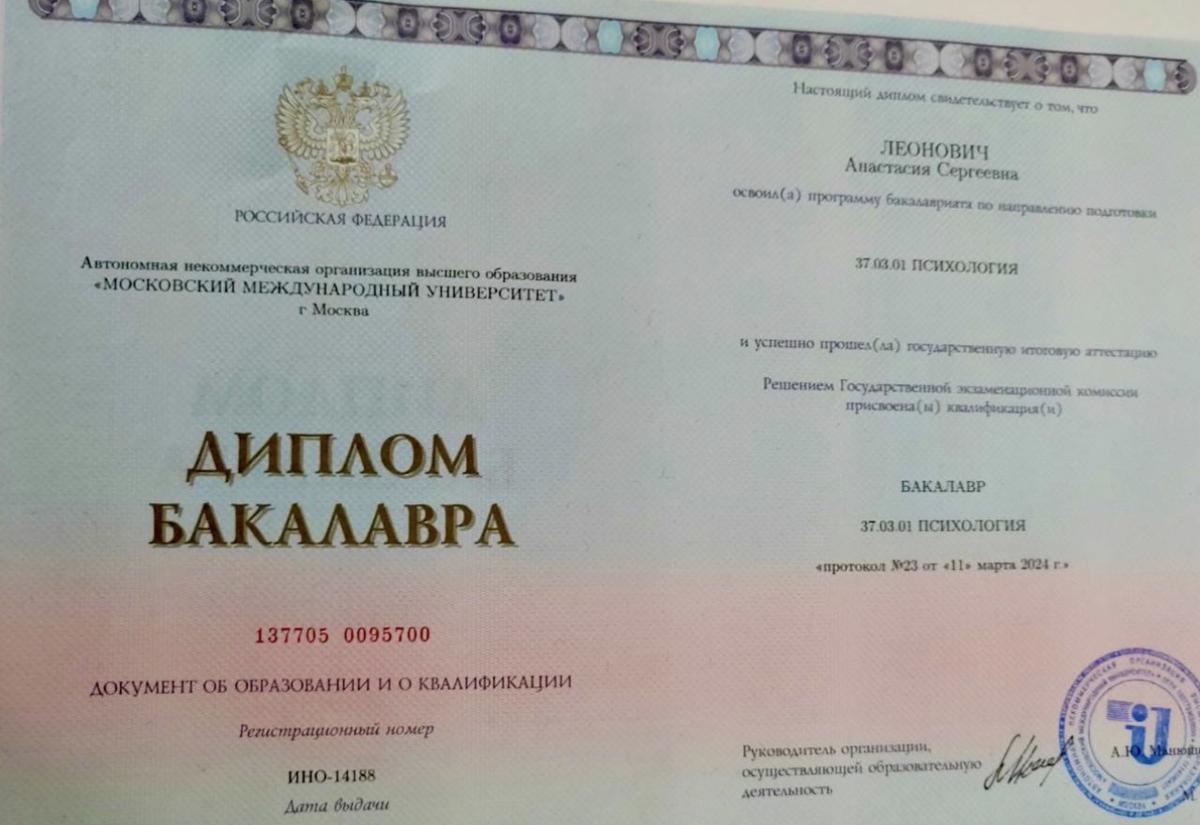 РОССИЙСКАЯ ФЕДЕРАЦИЯ
Автономная некоммерческая организация высшего образования
«МОСКОВСКИЙ МЕЖДУНАРОДНЫЙ УНИВЕРСИТЕТ»
г Москва
ДИПЛОМ
БАКАЛАВРА
137705 0095700
ДОКУМЕНТ ОБ ОБРАЗОВАНИИ И О КВАЛИФИКАЦИИ
Регистрационный номер
ИНО-14188
Дата выдачи
Настоящий диплом свидетельствует о том, что
ЛЕОНОВИЧ
Анастасия Сергеевна
освоил(а) программу бакалавриата по направлению подготовки
37.03.01 ПСИХОЛОГИЯ
и успешно прошел(ла) государственную итоговую аттестацию
Решением Государственной экзаменационной комиссии
присвоена(ы) квалификация(и)
БАКАЛАВР
37.03.01 ПСИХОЛОГИЯ
«протокол №23 от «11» марта 2024 г.»
Руководитель организации,
осуществляющей образовательную
деятельность
А.Ю.
М